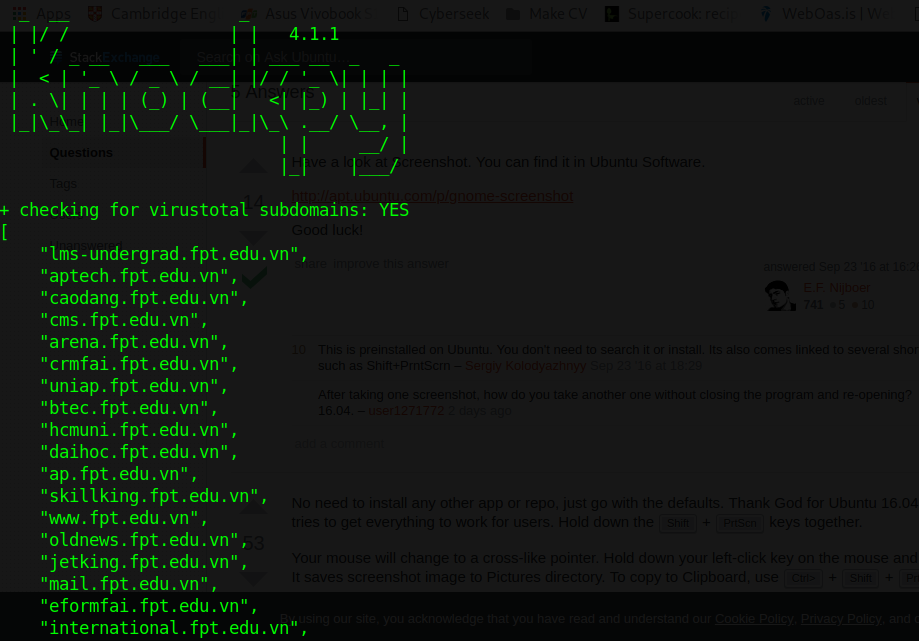 Cambridge Eng
Asus Vivobook S
Cyberseek
Make CV
Supercook: reci
WebOas.is | W
StackExchange
Search on Ask Ubuntu
Knockpy 4.1.1
5 Answers
active
oldest
Home
Questions
Tags
Have a look at Screenshot. You can find it in Ubuntu Software.
14
http://apt.ubuntu.com/p/gnome-screenshot
Good luck!
share improve this answer
answered Sep 23 '16 at 16:2
E.F. Nijboer
741 5 10
10 This is preinstalled on Ubuntu. You don't need to search it or install. Its also comes linked to several shor
such as Shift+PrntScrn – Sergiy Kolodyazhnyy Sep 23 '16 at 19:29
After taking one screenshot, how do you take another one without closing the program and re-opening?
16.04. – user1271772 2 days ago
add a comment
No need to install any other app or repo, just go with the defaults. Thank God for Ubuntu 16.04
tries to get everything to work for users. Hold down the Shift + PrtScn keys together.
53
Your mouse will change to a cross-like pointer. Hold down your left-click key on the mouse and
It saves screenshot image to Pictures directory. To copy to Clipboard, use Ctrl + Shift + Pr
using our site, you acknowledge that you have read and understand our Cookie Policy, Privacy Policy, and
+ checking for virustotal subdomains: YES
[
"lms-undergrad.fpt.edu.vn",
"aptech.fpt.edu.vn",
"caodang.fpt.edu.vn",
"cms.fpt.edu.vn",
"arena.fpt.edu.vn",
"crmfai.fpt.edu.vn",
"uniap.fpt.edu.vn",
"btec.fpt.edu.vn",
"hcmuni.fpt.edu.vn",
"daihoc.fpt.edu.vn",
"ap.fpt.edu.vn",
"skillking.fpt.edu.vn",
"www.fpt.edu.vn",
"oldnews.fpt.edu.vn",
"jetking.fpt.edu.vn",
"mail.fpt.edu.vn",
"eformfai.fpt.edu.vn",
"international.fpt.edu.vn",